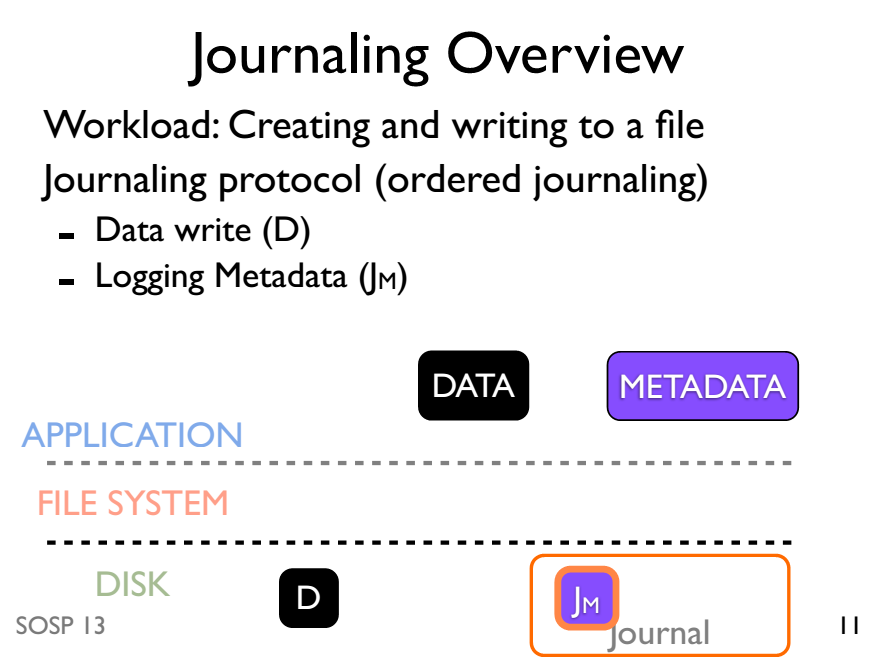 Journaling Overview
Workload: Creating and writing to a file
Journaling protocol (ordered journaling)
- Data write (D)
- Logging Metadata (JM)
DATA METADATA
APPLICATION
FILE SYSTEM
DISK D JM
Journal
SOSP 13 11